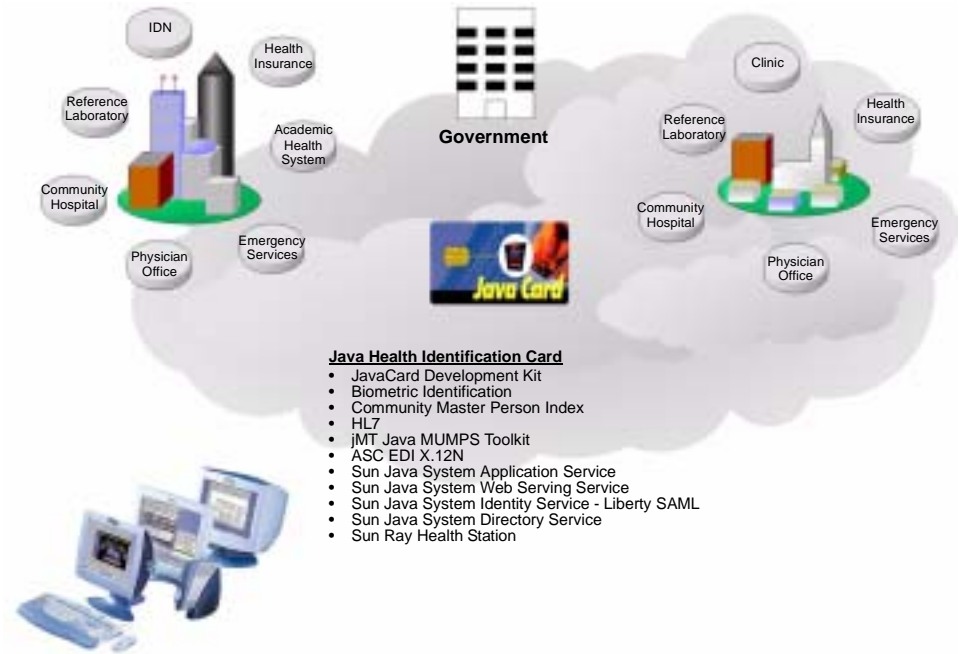 IDN
Health
Insurance
Reference
Laboratory
Academic
Health
System
Community
Hospital
Physician
Office
Emergency
Services
Government
Clinic
Health
Insurance
Reference
Laboratory
Community
Hospital
Emergency
Services
Physician
Office
Java Card
Java Health Identification Card
• JavaCard Development Kit
• Biometric Identification
• Community Master Person Index
• HL7
• jMT Java MUMPS Toolkit
• ASC EDI X.12N
• Sun Java System Application Service
• Sun Java System Web Serving Service
• Sun Java System Identity Service - Liberty SAML
• Sun Java System Directory Service
• Sun Ray Health Station